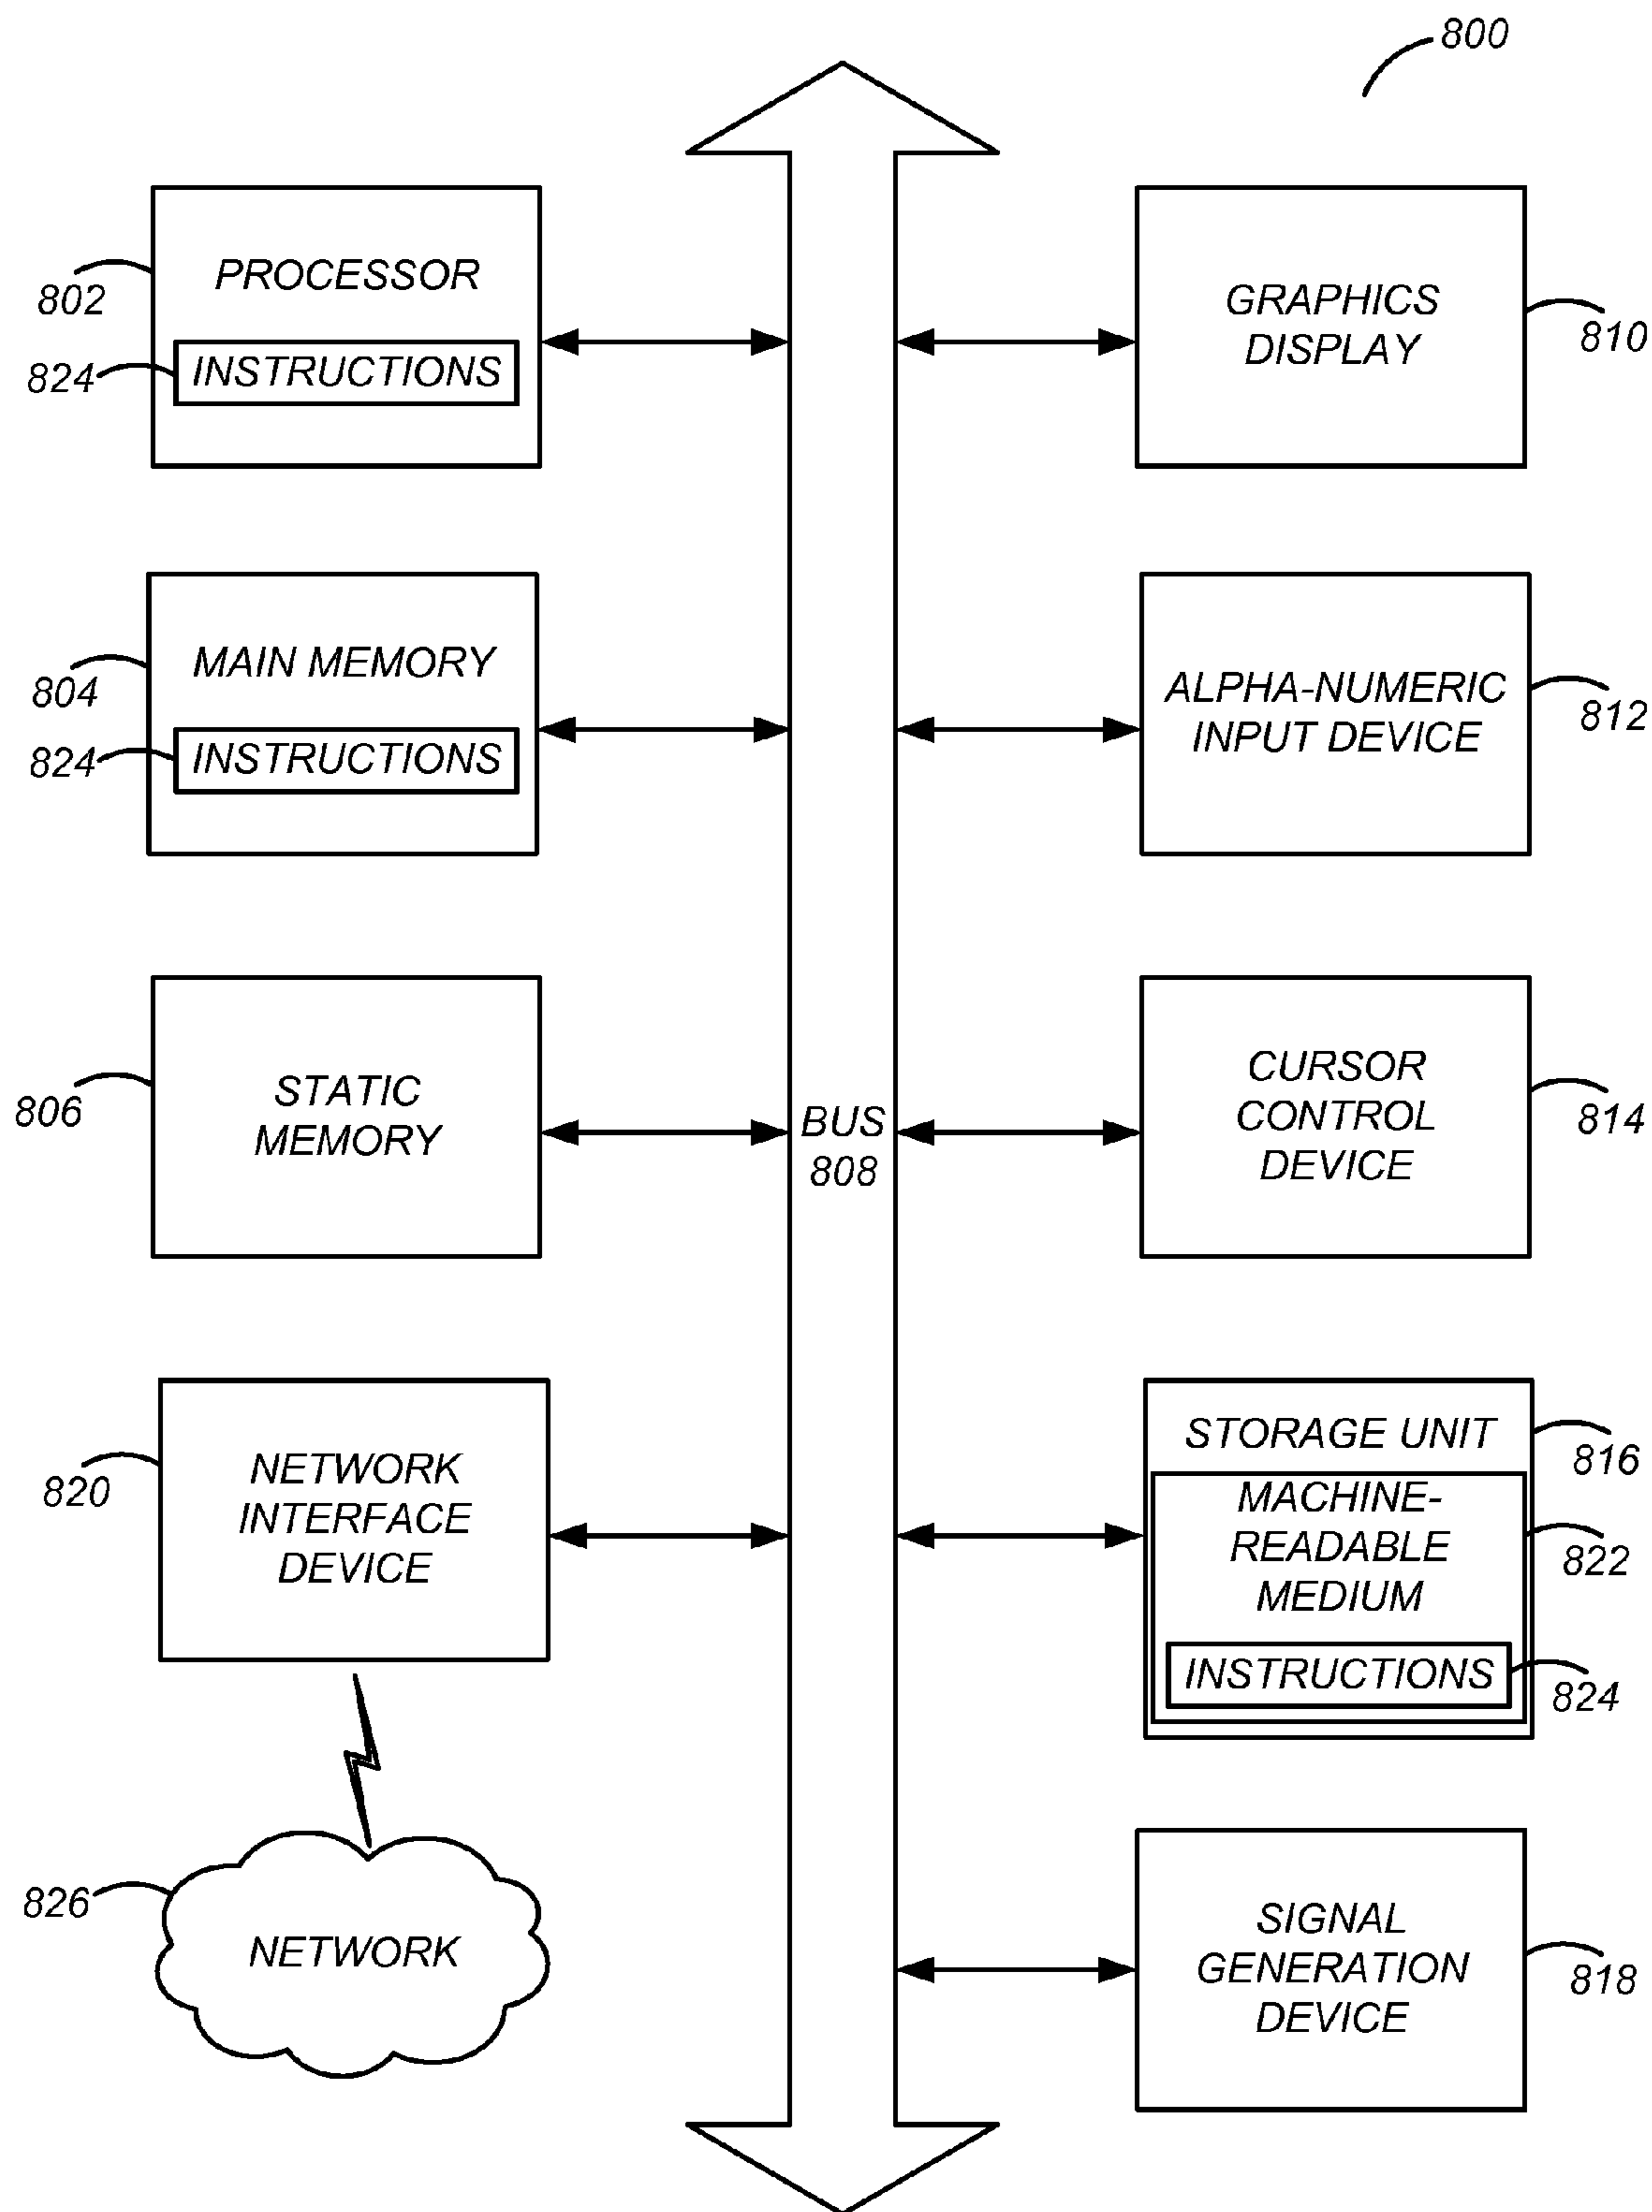 800
PROCESSOR
802
INSTRUCTIONS
824
GRAPHICS
DISPLAY
810
MAIN MEMORY
804
INSTRUCTIONS
824
ALPHA-NUMERIC
INPUT DEVICE
812
STATIC
MEMORY
806
BUS
808
CURSOR
CONTROL
DEVICE
814
NETWORK
INTERFACE
DEVICE
820
STORAGE UNIT
816
MACHINE-
READABLE
MEDIUM
822
INSTRUCTIONS
824
826
NETWORK
SIGNAL
GENERATION
DEVICE
818